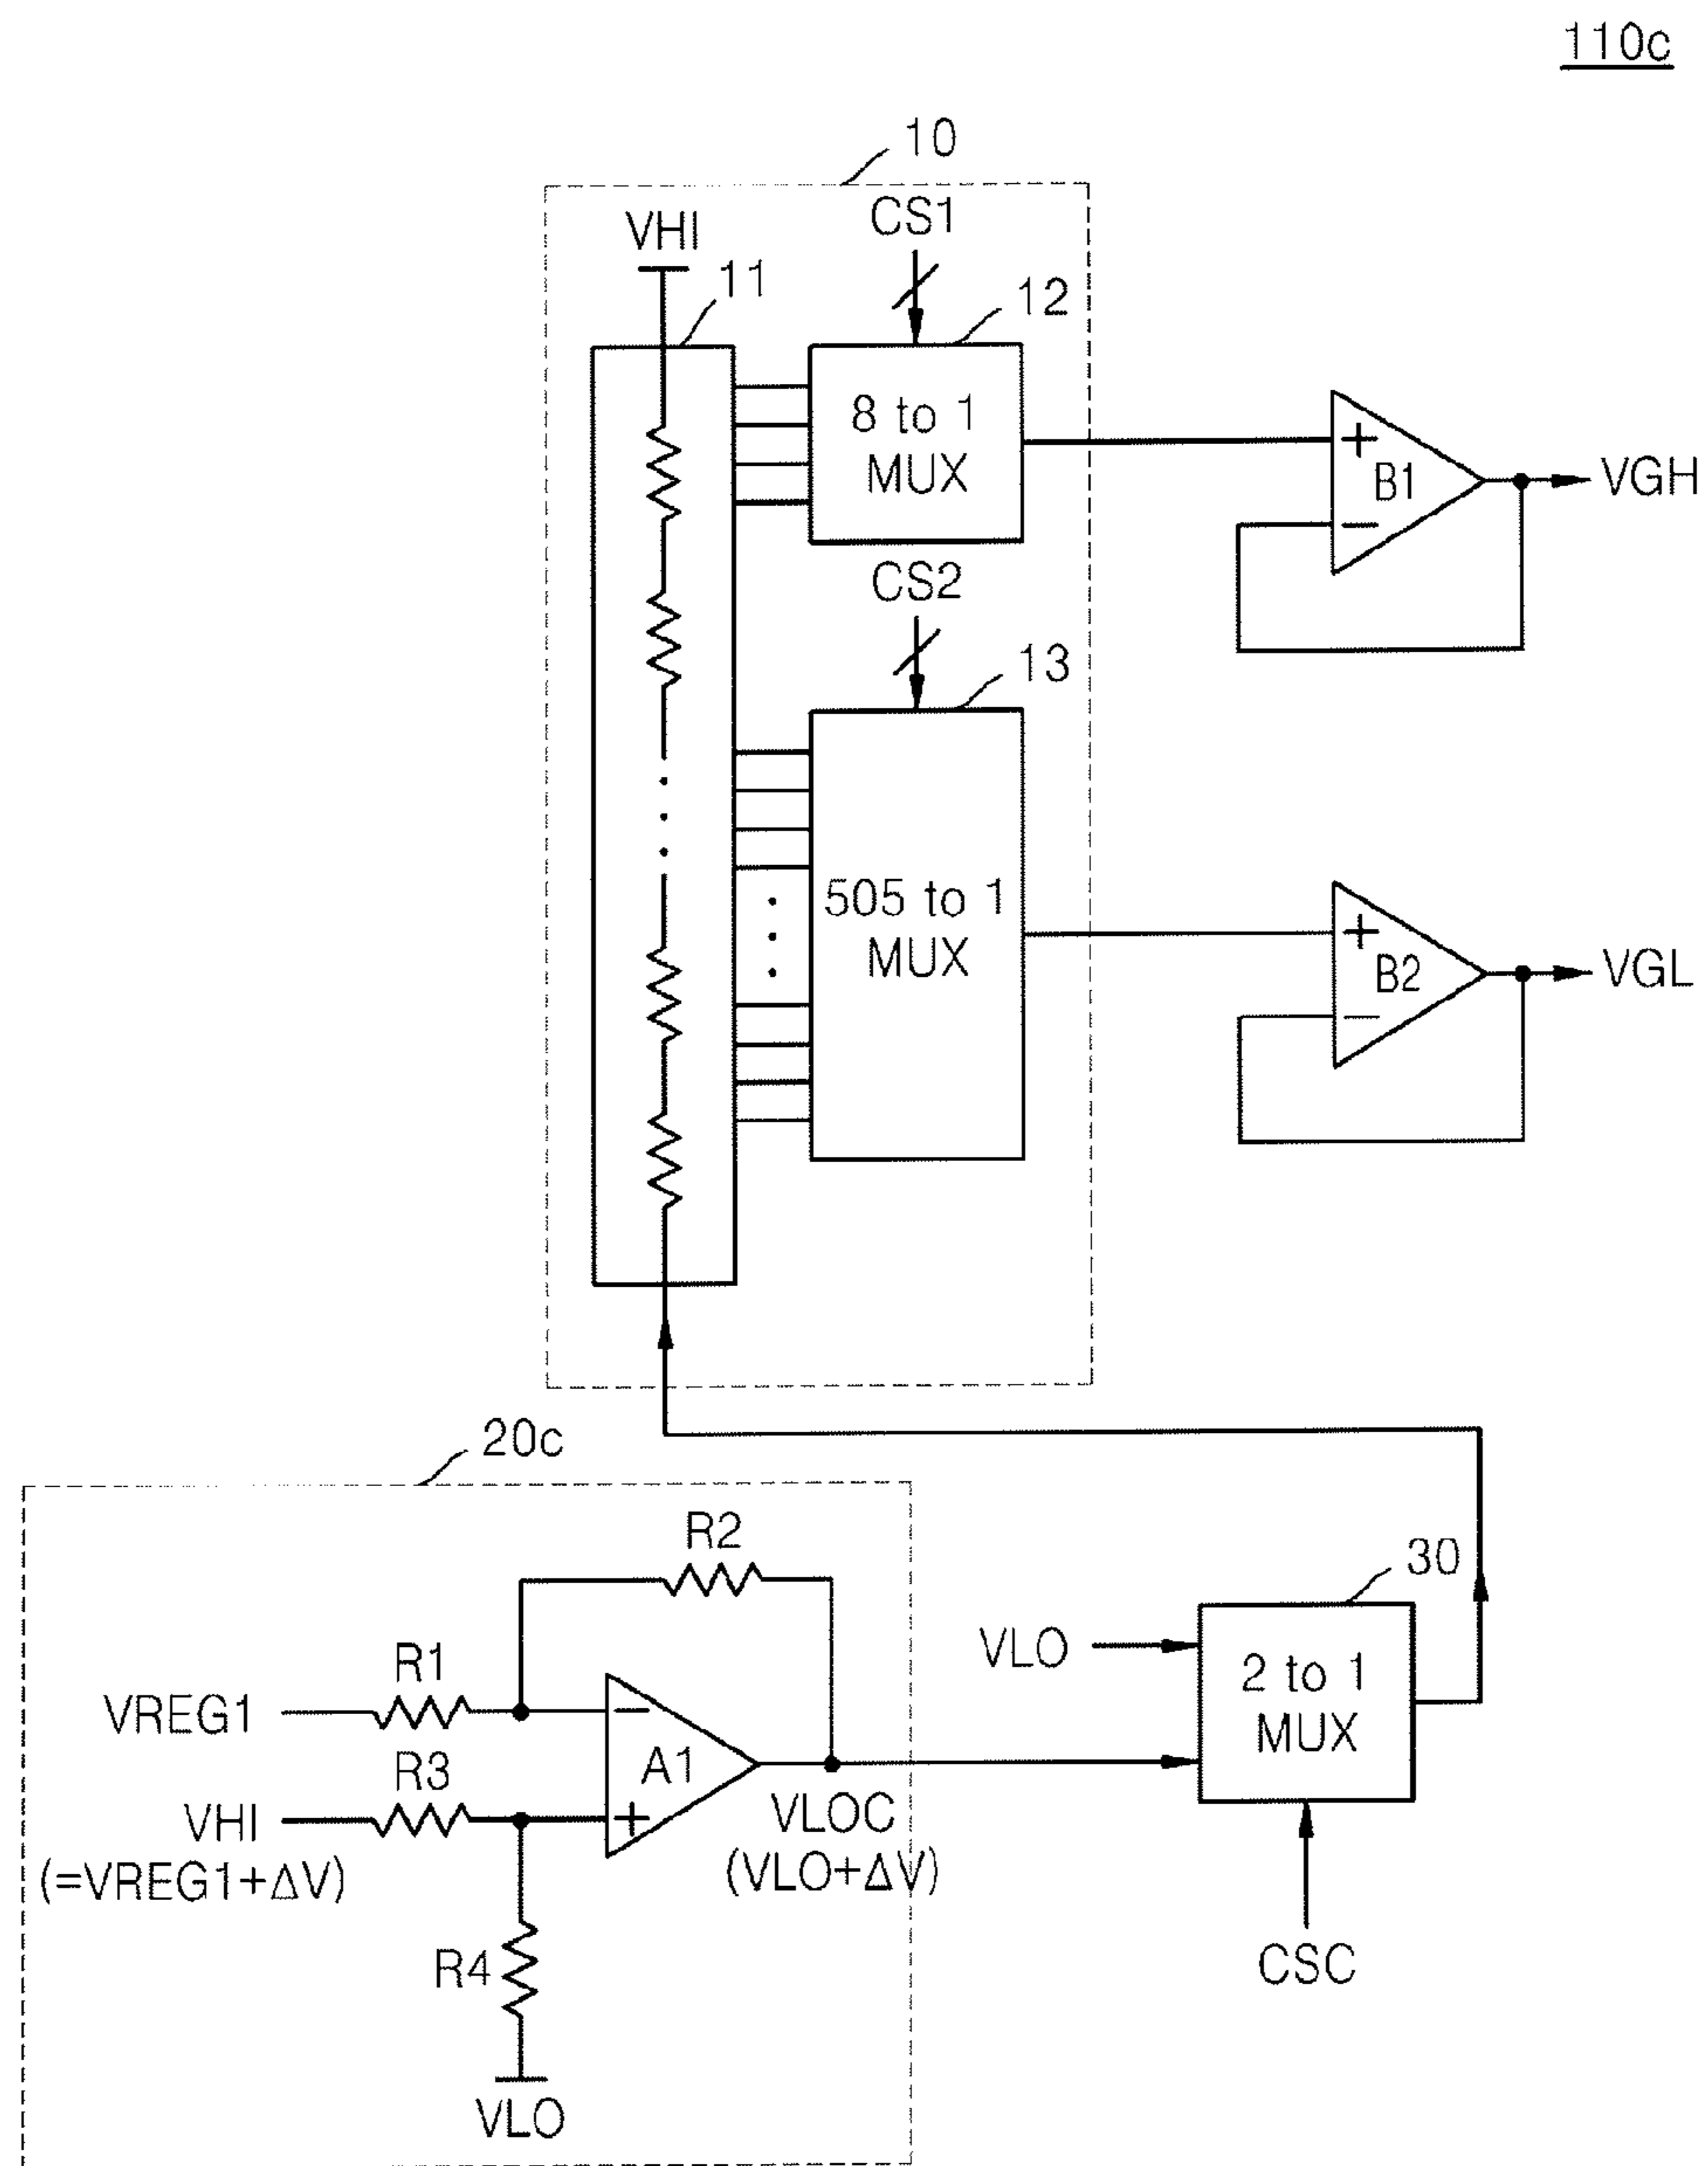 110c
10
VHI
CS1
11
12
8 to 1
MUX
+
B1
−
VGH
CS2
13
505 to 1
MUX
+
B2
−
VGL
20c
R2
30
R1
VLO
2 to 1
MUX
VREG1
−
R3
A1
VHI
(=VREG1+ΔV)
+
VLOC
(VLO+ΔV)
R4
CSC
VLO